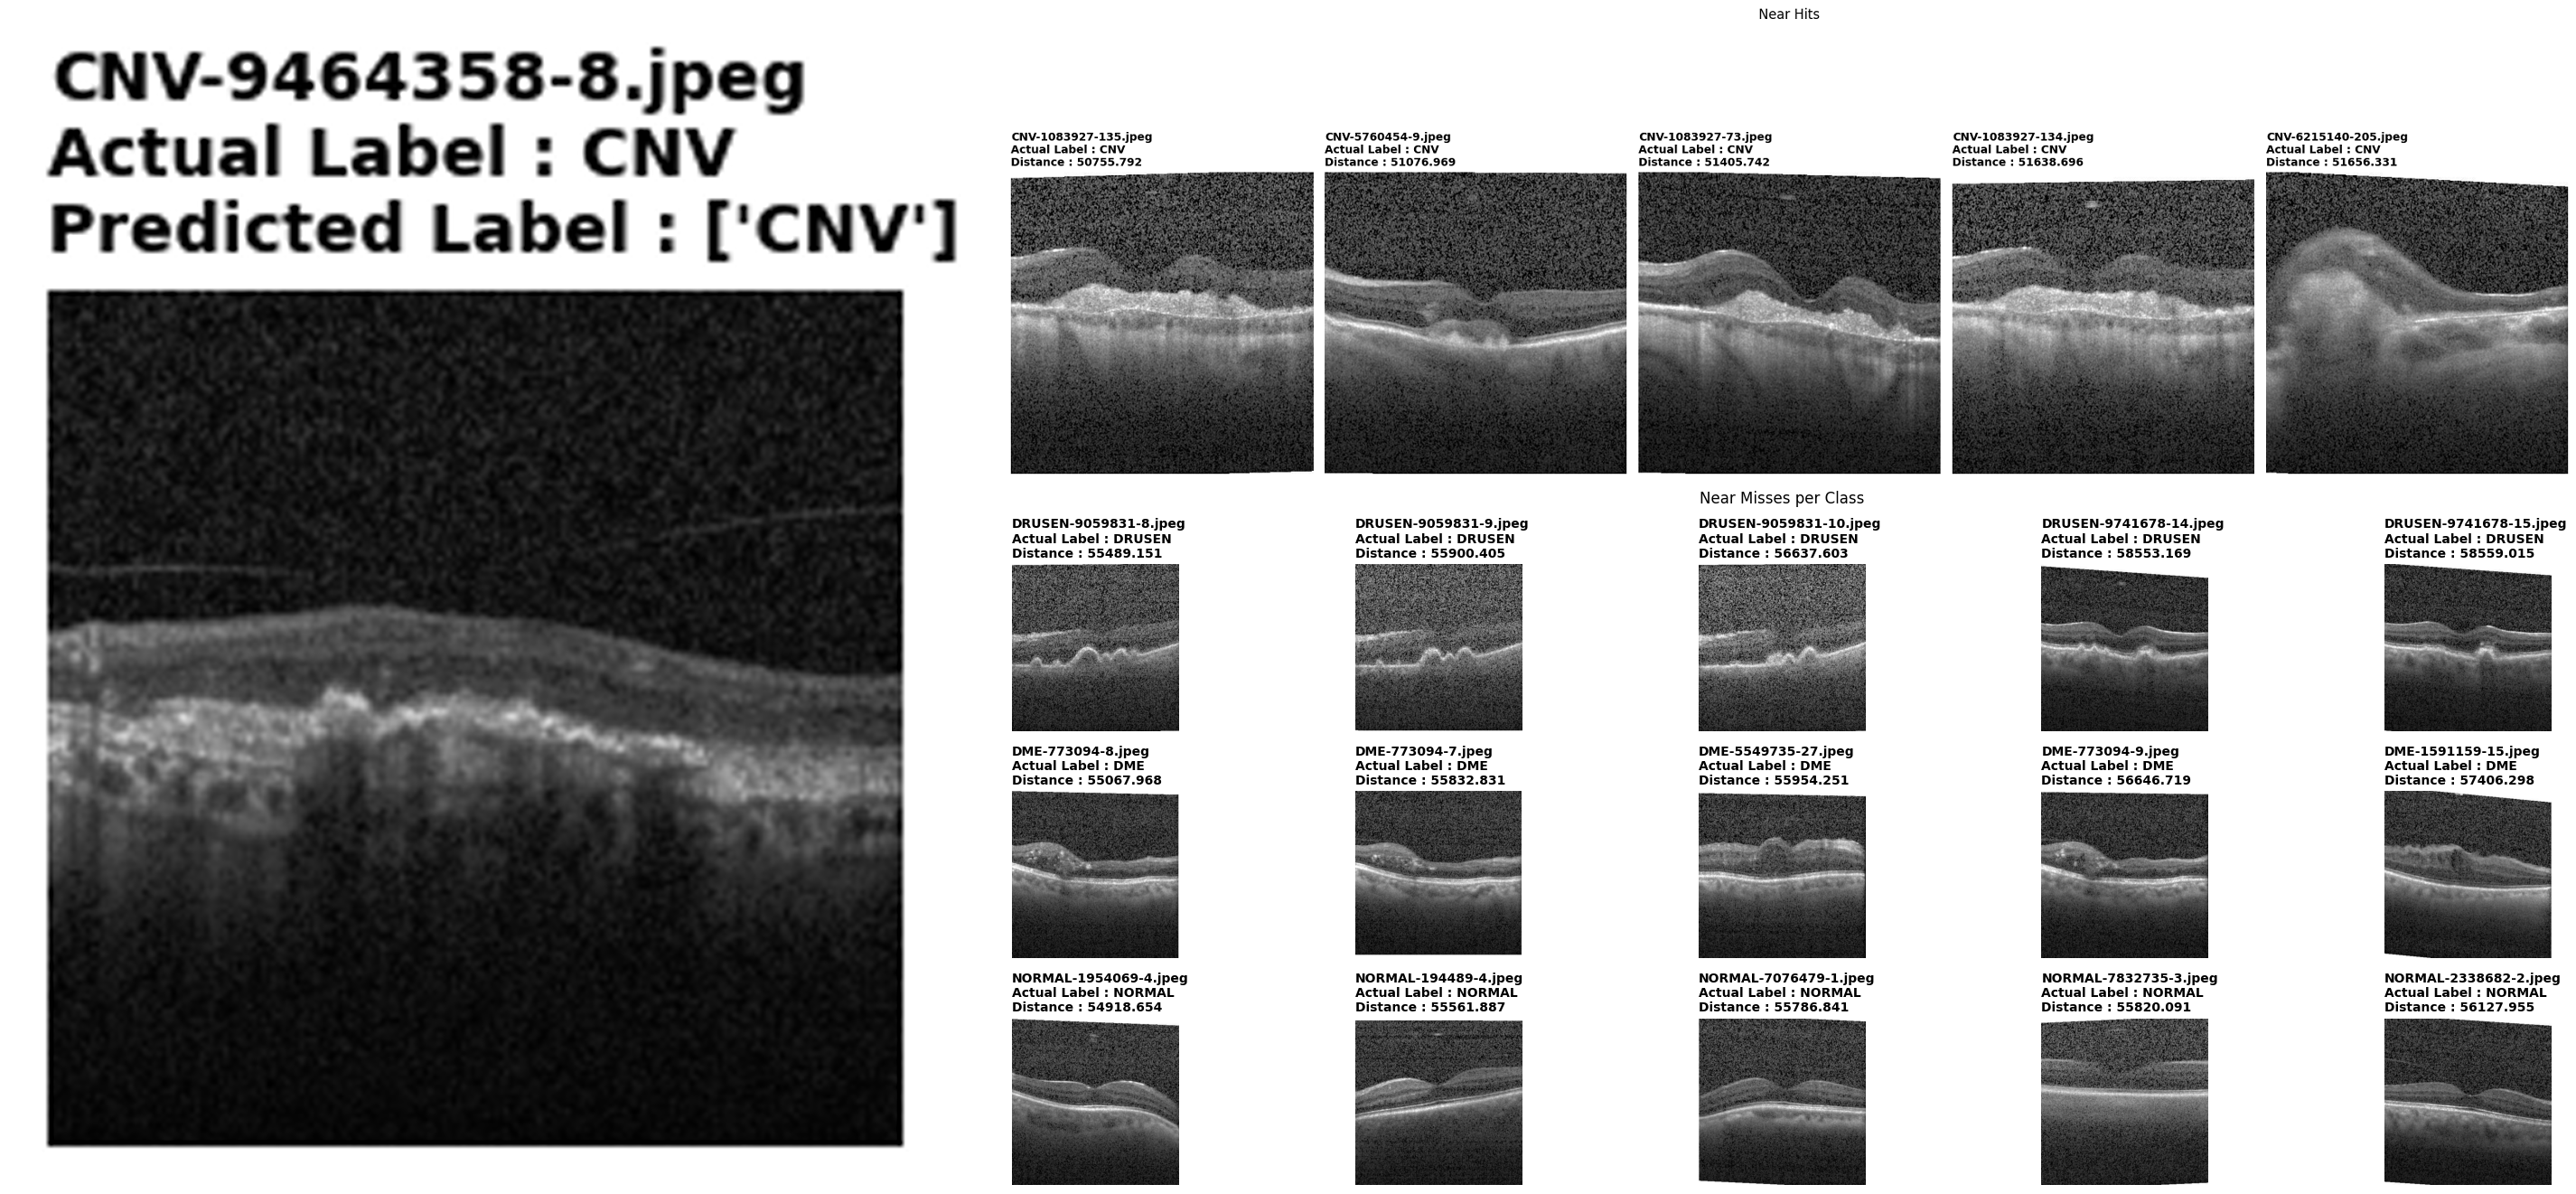 CNV-9464358-8.jpeg
Actual Label : CNV
Predicted Label : ['CNV']
Near Hits
CNV-1083927-135.jpeg
Actual Label : CNV
Distance : 50755.792
CNV-5760454-9.jpeg
Actual Label : CNV
Distance : 51076.969
CNV-1083927-73.jpeg
Actual Label : CNV
Distance : 51405.742
CNV-1083927-134.jpeg
Actual Label : CNV
Distance : 51638.696
CNV-6215140-205.jpeg
Actual Label : CNV
Distance : 51656.331
Near Misses per Class
DRUSEN-9059831-8.jpeg
Actual Label : DRUSEN
Distance : 55489.151
DRUSEN-9059831-9.jpeg
Actual Label : DRUSEN
Distance : 55900.405
DRUSEN-9059831-10.jpeg
Actual Label : DRUSEN
Distance : 56637.603
DRUSEN-9741678-14.jpeg
Actual Label : DRUSEN
Distance : 58553.169
DRUSEN-9741678-15.jpeg
Actual Label : DRUSEN
Distance : 58559.015
DME-773094-8.jpeg
Actual Label : DME
Distance : 55067.968
DME-773094-7.jpeg
Actual Label : DME
Distance : 55832.831
DME-5549735-27.jpeg
Actual Label : DME
Distance : 55954.251
DME-773094-9.jpeg
Actual Label : DME
Distance : 56646.719
DME-1591159-15.jpeg
Actual Label : DME
Distance : 57406.298
NORMAL-1954069-4.jpeg
Actual Label : NORMAL
Distance : 54918.654
NORMAL-194489-4.jpeg
Actual Label : NORMAL
Distance : 55561.887
NORMAL-7076479-1.jpeg
Actual Label : NORMAL
Distance : 55786.841
NORMAL-7832735-3.jpeg
Actual Label : NORMAL
Distance : 55820.091
NORMAL-2338682-2.jpeg
Actual Label : NORMAL
Distance : 56127.955